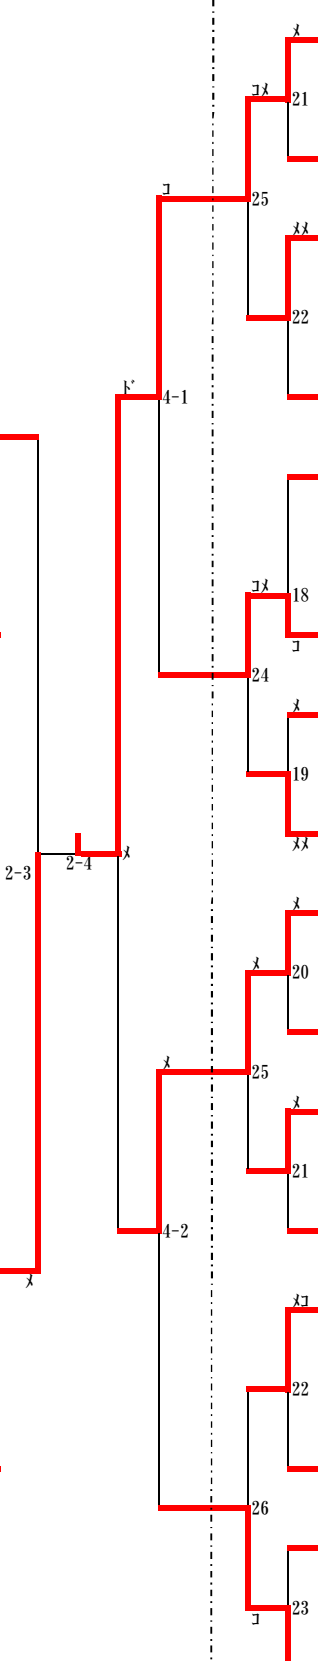 ﾒ
ｺﾒ
21
ｺ
25
ﾒﾒ
22
ﾄﾞ
4-1
ｺﾒ
18
ｺ
24
ﾒ
19
ﾒﾒ
ﾒ
2-4
2-3
ﾒ
ﾒ
20
ﾒ
25
ﾒ
21
4-2
ﾒ
ﾒｺ
22
26
23
ｺ